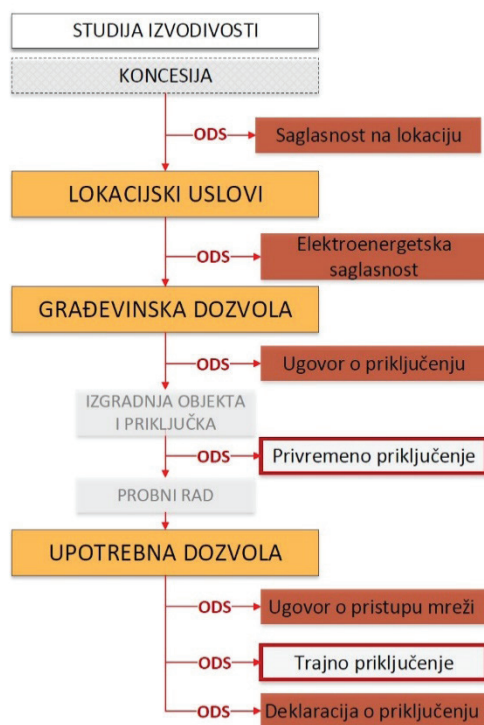 STUDIJA IZVODIVOSTI
KONCESIJA
ODS
Saglasnost na lokaciju
LOKACIJSKI USLOVI
ODS
Elektroenergetska
saglasnost
GRAĐEVINSKA DOZVOLA
ODS
Ugovor o priključenju
IZGRADNJA OBJEKTA
I PRIKLJUČKA
ODS
Privremeno priključenje
PROBNI RAD
UPOTREBNA DOZVOLA
ODS
Ugovor o pristupu mreži
ODS
Trajno priključenje
ODS
Deklaracija o priključenju